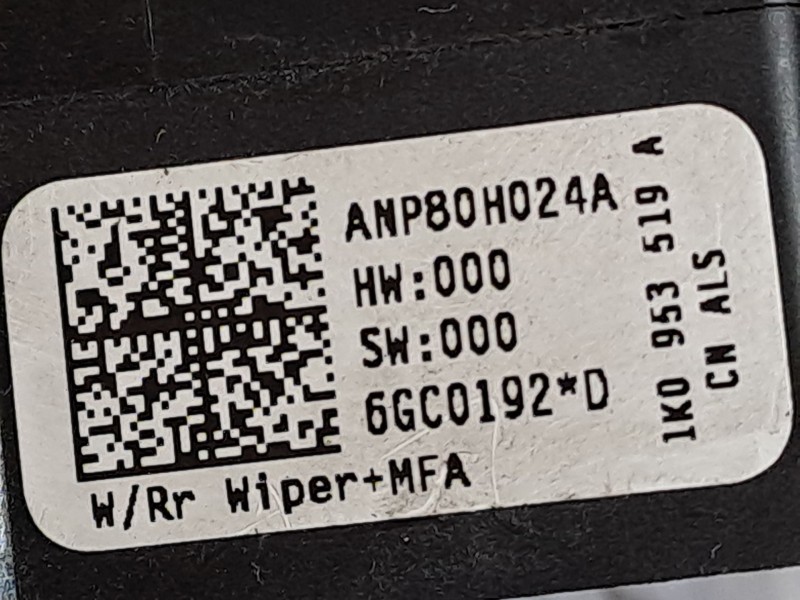 ANP80H024A
HW:000
SW:000
6GC0192*D
W/Rr Wiper+MFA
1K0 953 519 A
CN ALS